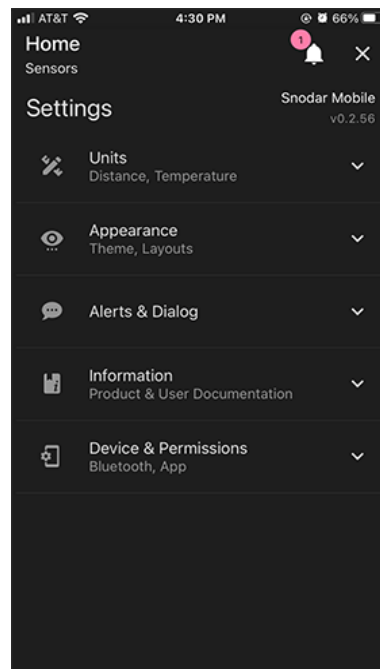 AT&T
4:30 PM
66%
Home
1
Sensors
Settings
Snodar Mobile
v0.2.56
Units
Distance, Temperature
Appearance
Theme, Layouts
Alerts & Dialog
Information
Product & User Documentation
Device & Permissions
Bluetooth, App